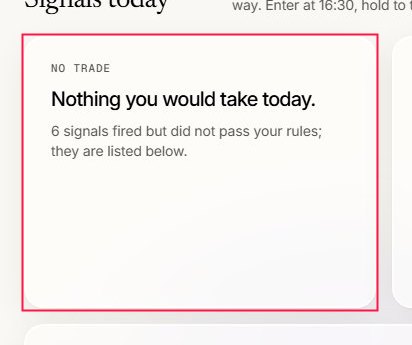 Signals today
way. Enter at 16:30, hold to
NO TRADE
Nothing you would take today.
6 signals fired but did not pass your rules;
they are listed below.